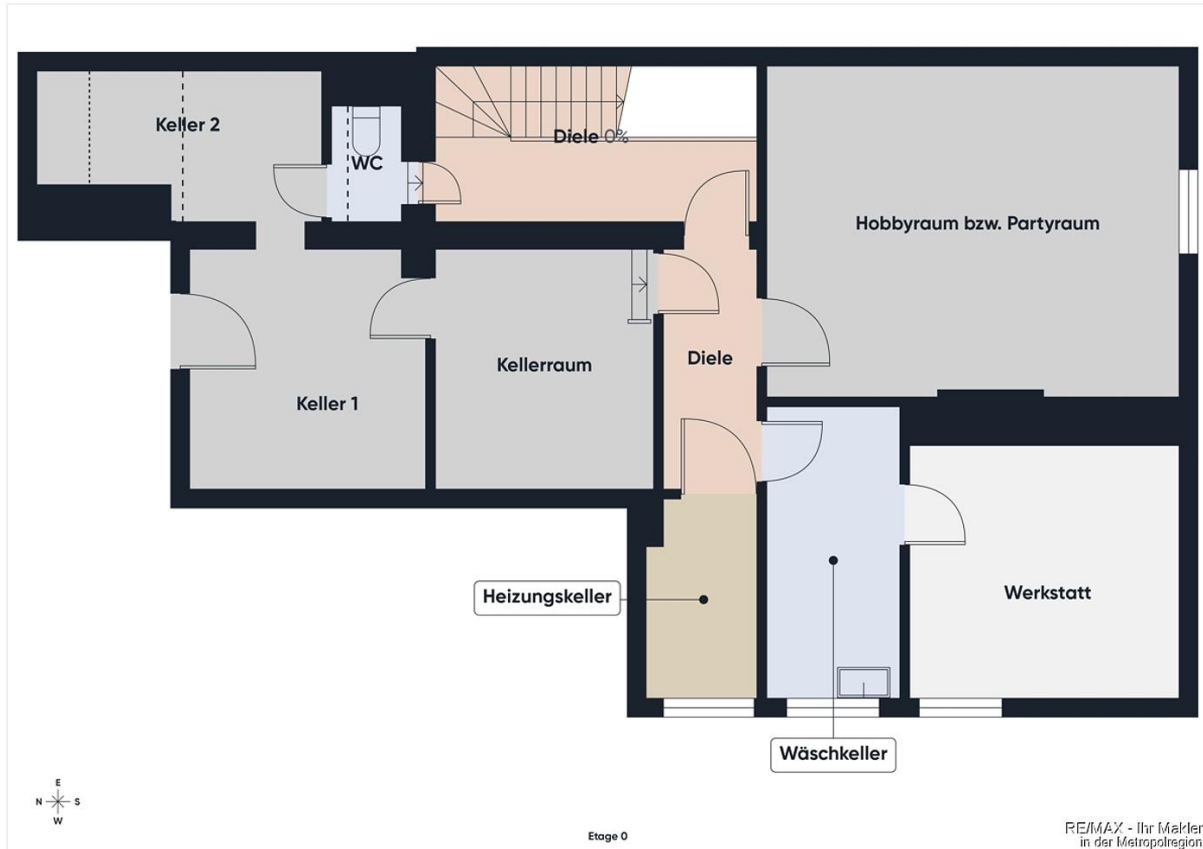 Keller 2
WC
Diele 0%
Hobbyraum bzw. Partyraum
Kellerraum
Diele
Keller 1
Heizungskeller
Werkstatt
Wäschkeller
E
N S
W
Etage 0
RE/MAX - Ihr Makler
in der Metropolregion